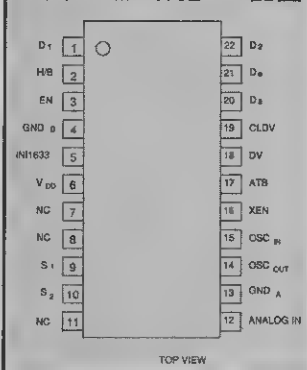 D1 1
H/B 2
EN 3
GND D 4
INI1633 5
VDD 6
NC 7
NC 8
S1 9
S2 10
NC 11
22 D2
21 D4
20 D8
19 CLDV
18 DV
17 ATB
16 XEN
15 OSC IN
14 OSC OUT
13 GND A
12 ANALOG IN
TOP VIEW